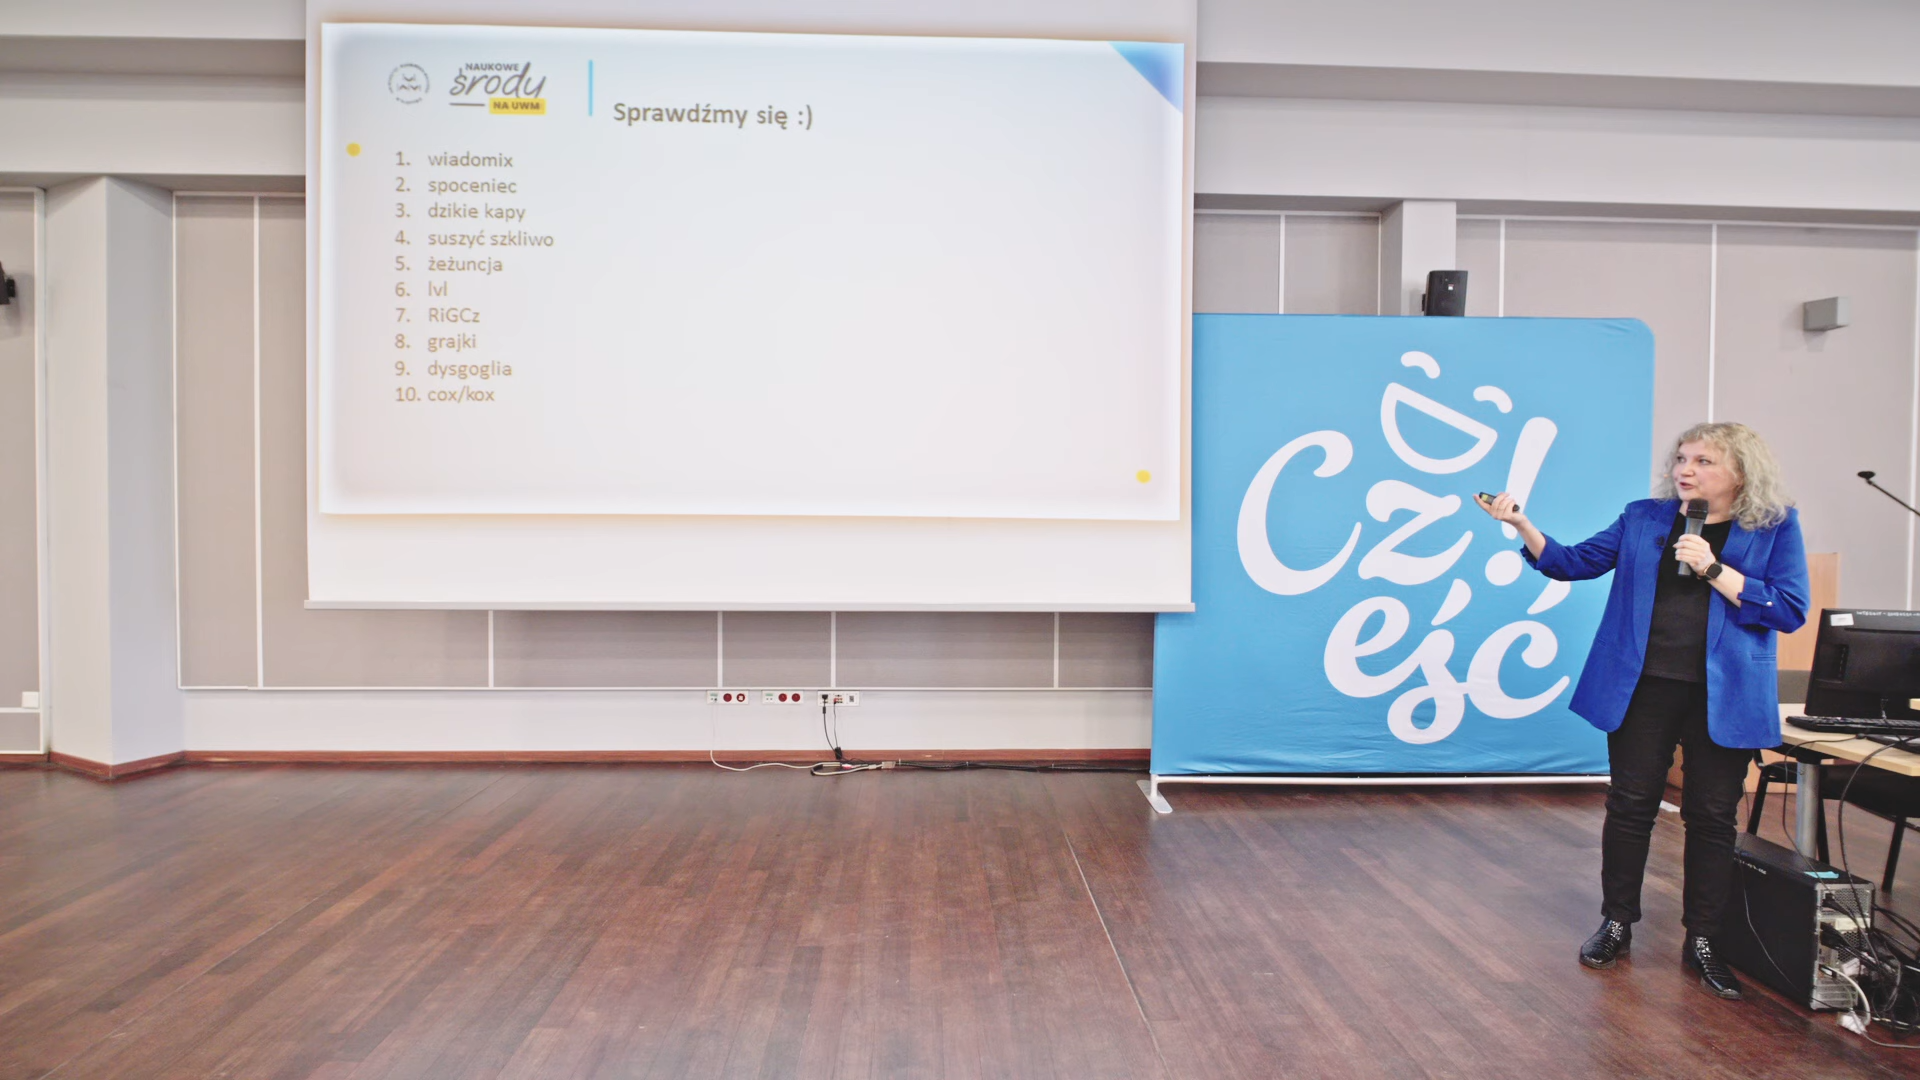 NAUKOWE
środy
NA UWM
Sprawdźmy się :)
1. wiadomix
2. spoceniec
3. dzikie kapy
4. suszyć szkliwo
5. żeżuncja
6. lvl
7. RiGCz
8. grajki
9. dysgoglia
10. cox/kox
Cz!
eść